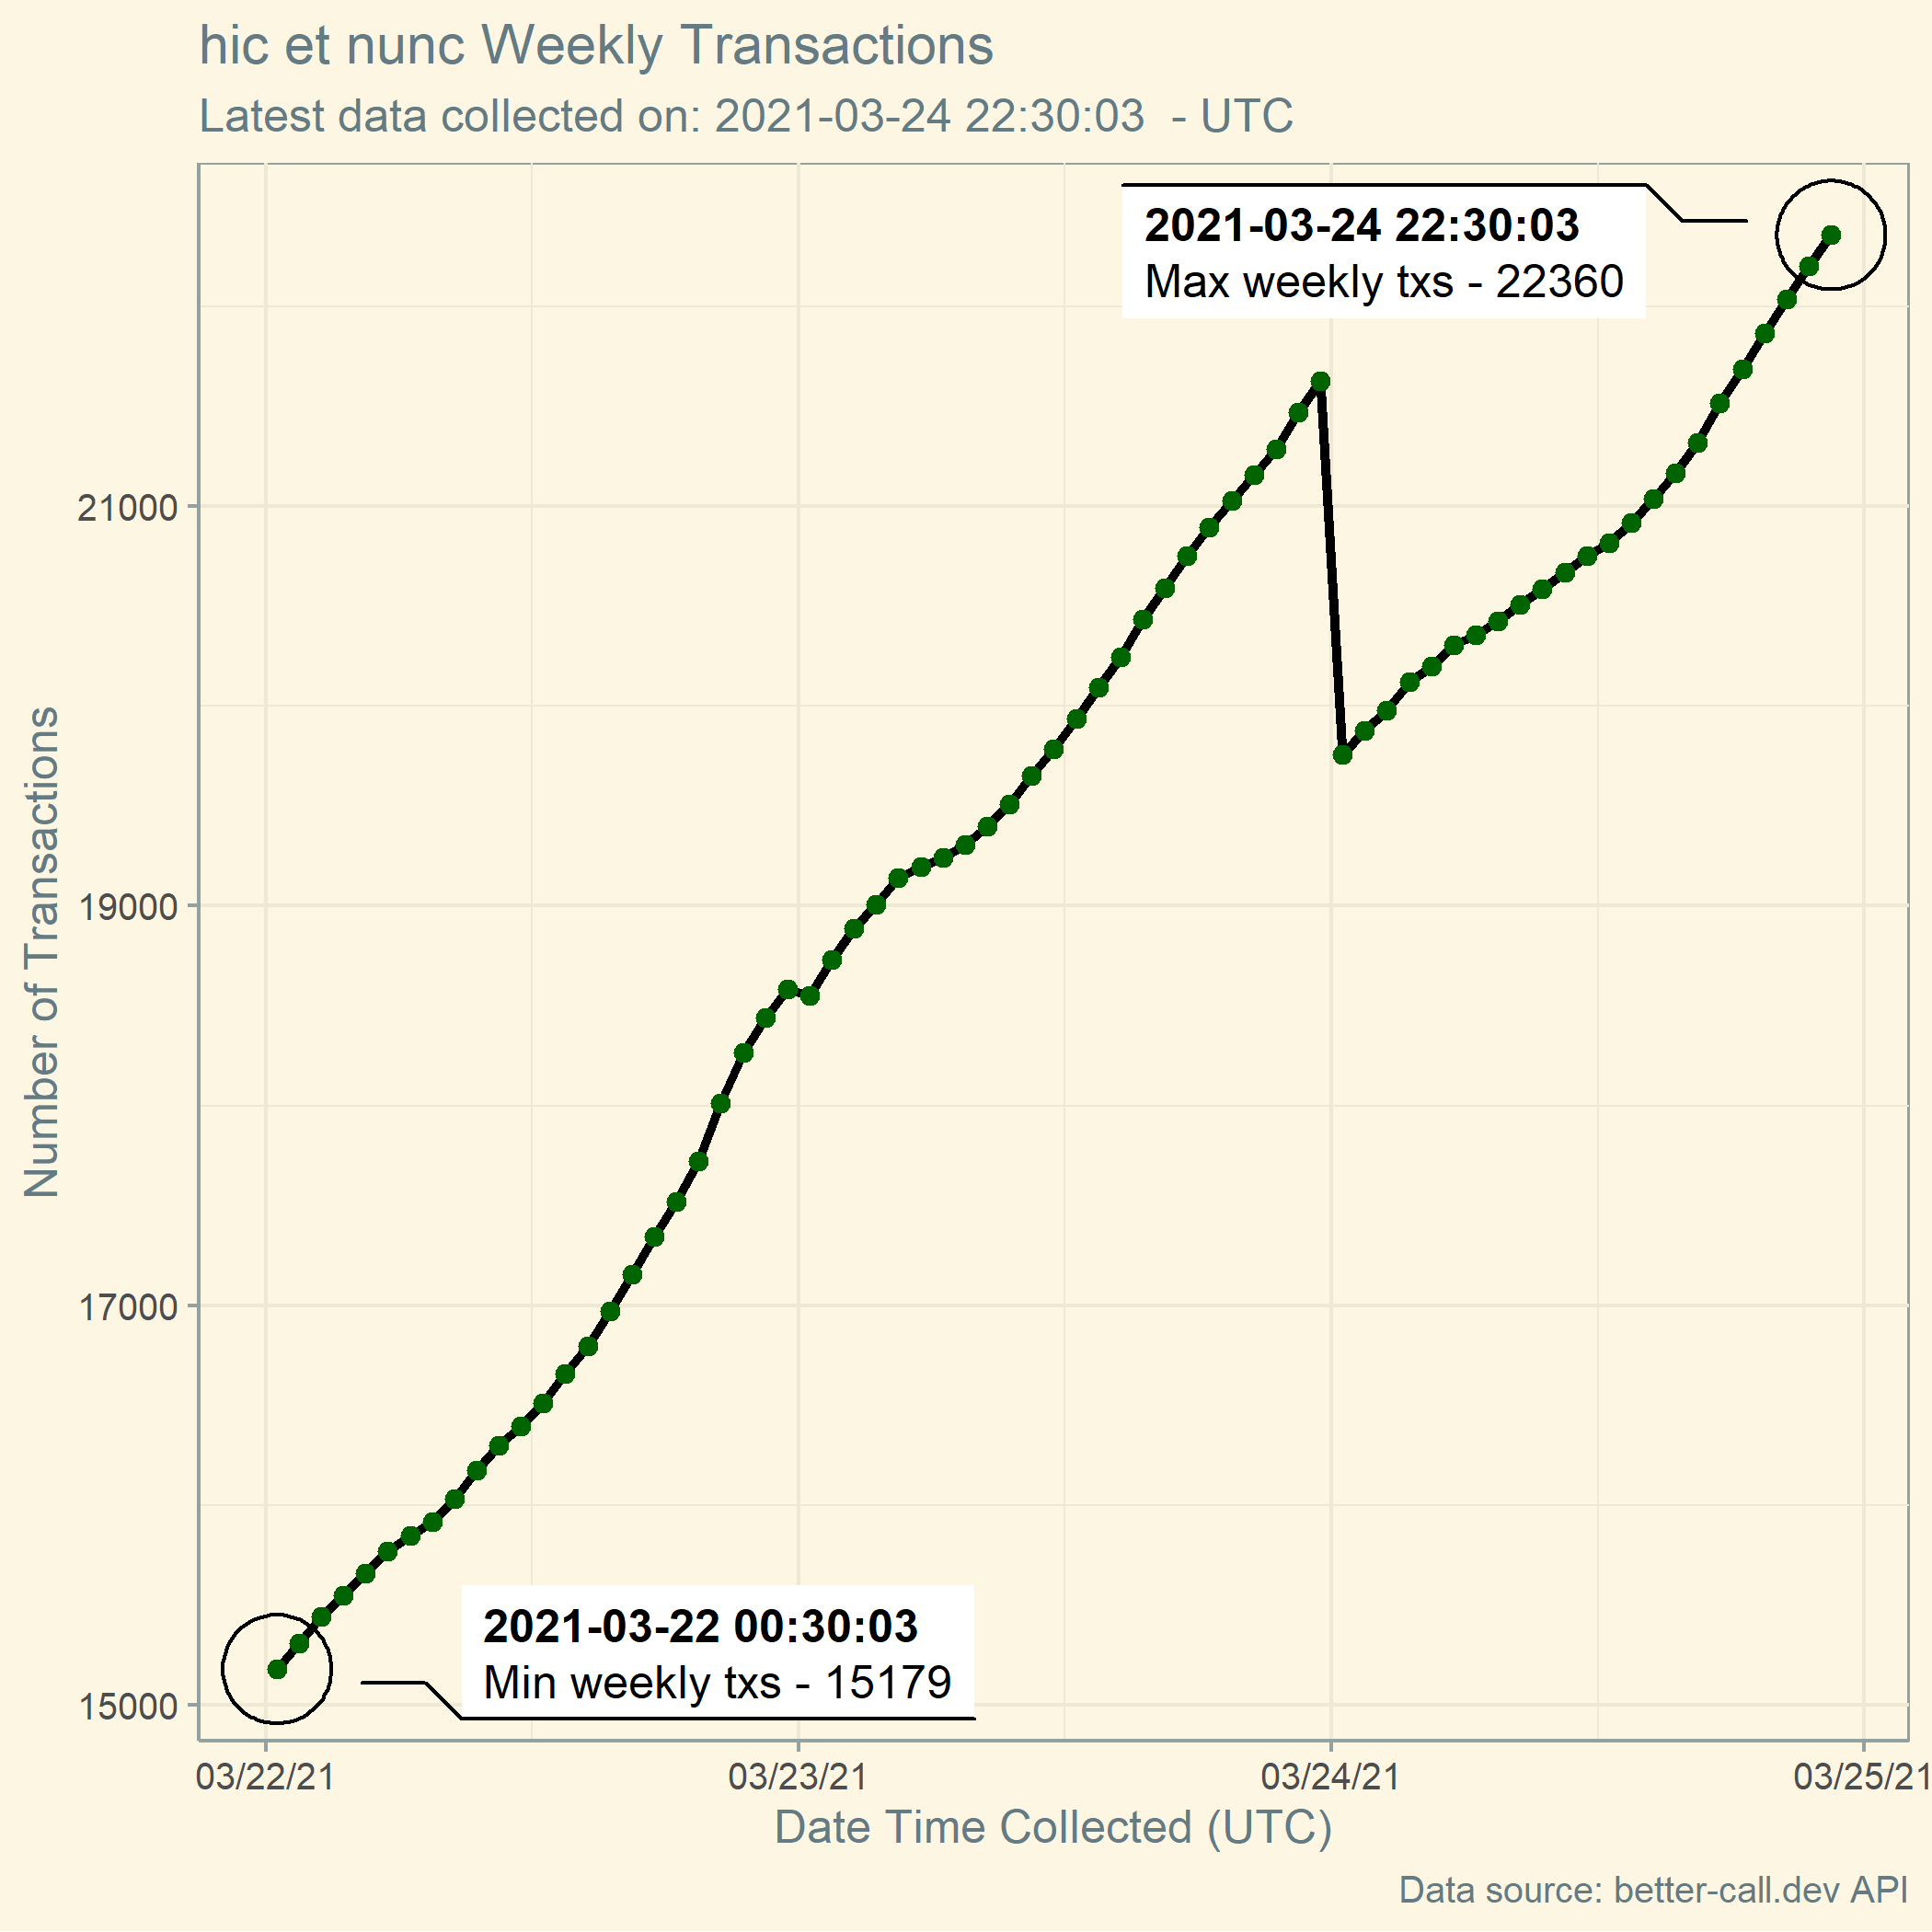 hic et nunc Weekly Transactions
Latest data collected on: 2021-03-24 22:30:03  - UTC
2021-03-24 22:30:03
Max weekly txs - 22360
21000
19000
17000
15000
Number of Transactions
2021-03-22 00:30:03
Min weekly txs - 15179
03/22/21
03/23/21
03/24/21
03/25/21
Date Time Collected (UTC)
Data source: better-call.dev API